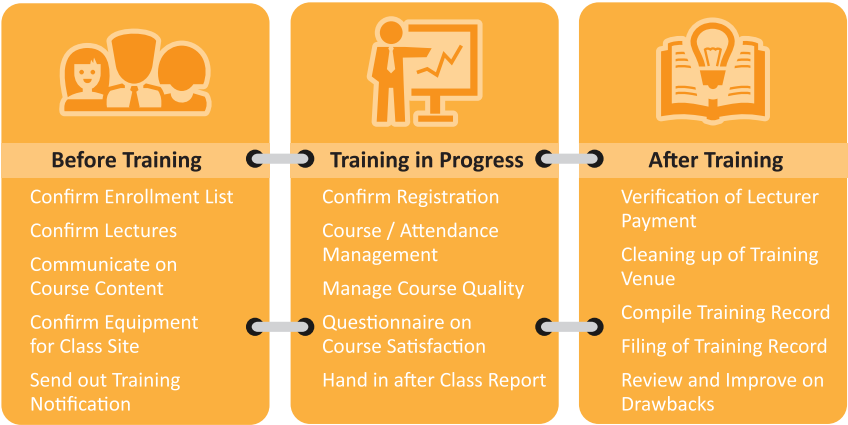 Before Training
Confirm Enrollment List
Confirm Lectures
Communicate on
Course Content
Confirm Equipment
for Class Site
Send out Training
Notification
Training in Progress
Confirm Registration
Course / Attendance
Management
Manage Course Quality
Questionnaire on
Course Satisfaction
Hand in after Class Report
After Training
Verification of Lecturer
Payment
Cleaning up of Training
Venue
Compile Training Record
Filing of Training Record
Review and Improve on
Drawbacks